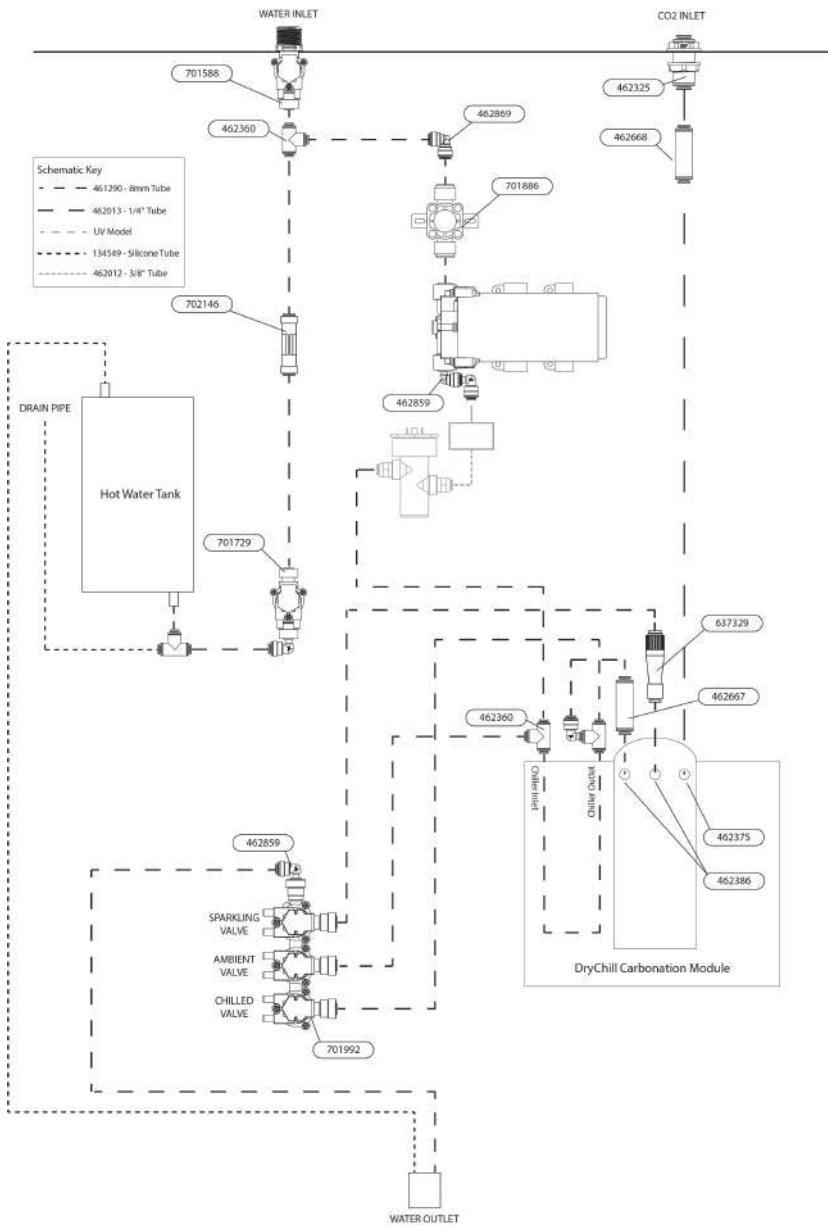 WATER INLET
CO2 INLET
701588
462325
462360
462869
462668
Schematic Key
461290 - 8mm Tube
462013 - 1/4" Tube
UV Model
134549 - Silicone Tube
462012 - 3/8" Tube
701886
702146
DRAIN PIPE
462859
Hot Water Tank
701729
637329
462667
462360
Chiller Inlet
Chiller Outlet
462375
462386
462859
SPARKLING
VALVE
AMBIENT
VALVE
CHILLED
VALVE
DryChill Carbonation Module
701992
WATER OUTLET